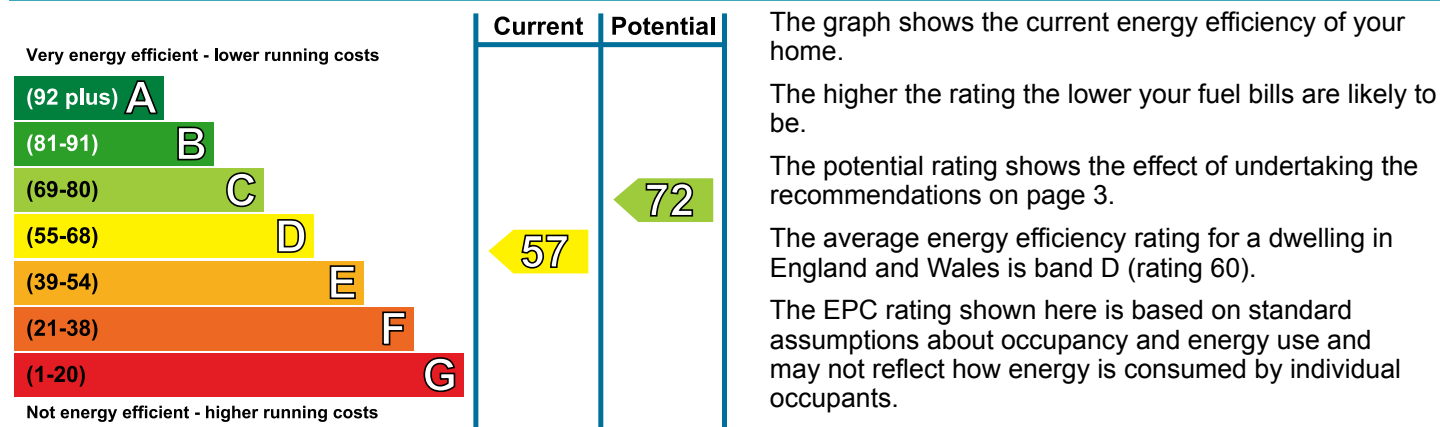 Current Potential
Very energy efficient - lower running costs
(92 plus) A
(81-91) B
(69-80) C
72
(55-68) D
57
(39-54) E
(21-38) F
(1-20) G
Not energy efficient - higher running costs
The graph shows the current energy efficiency of your
home.
The higher the rating the lower your fuel bills are likely to
be.
The potential rating shows the effect of undertaking the
recommendations on page 3.
The average energy efficiency rating for a dwelling in
England and Wales is band D (rating 60).
The EPC rating shown here is based on standard
assumptions about occupancy and energy use and
may not reflect how energy is consumed by individual
occupants.